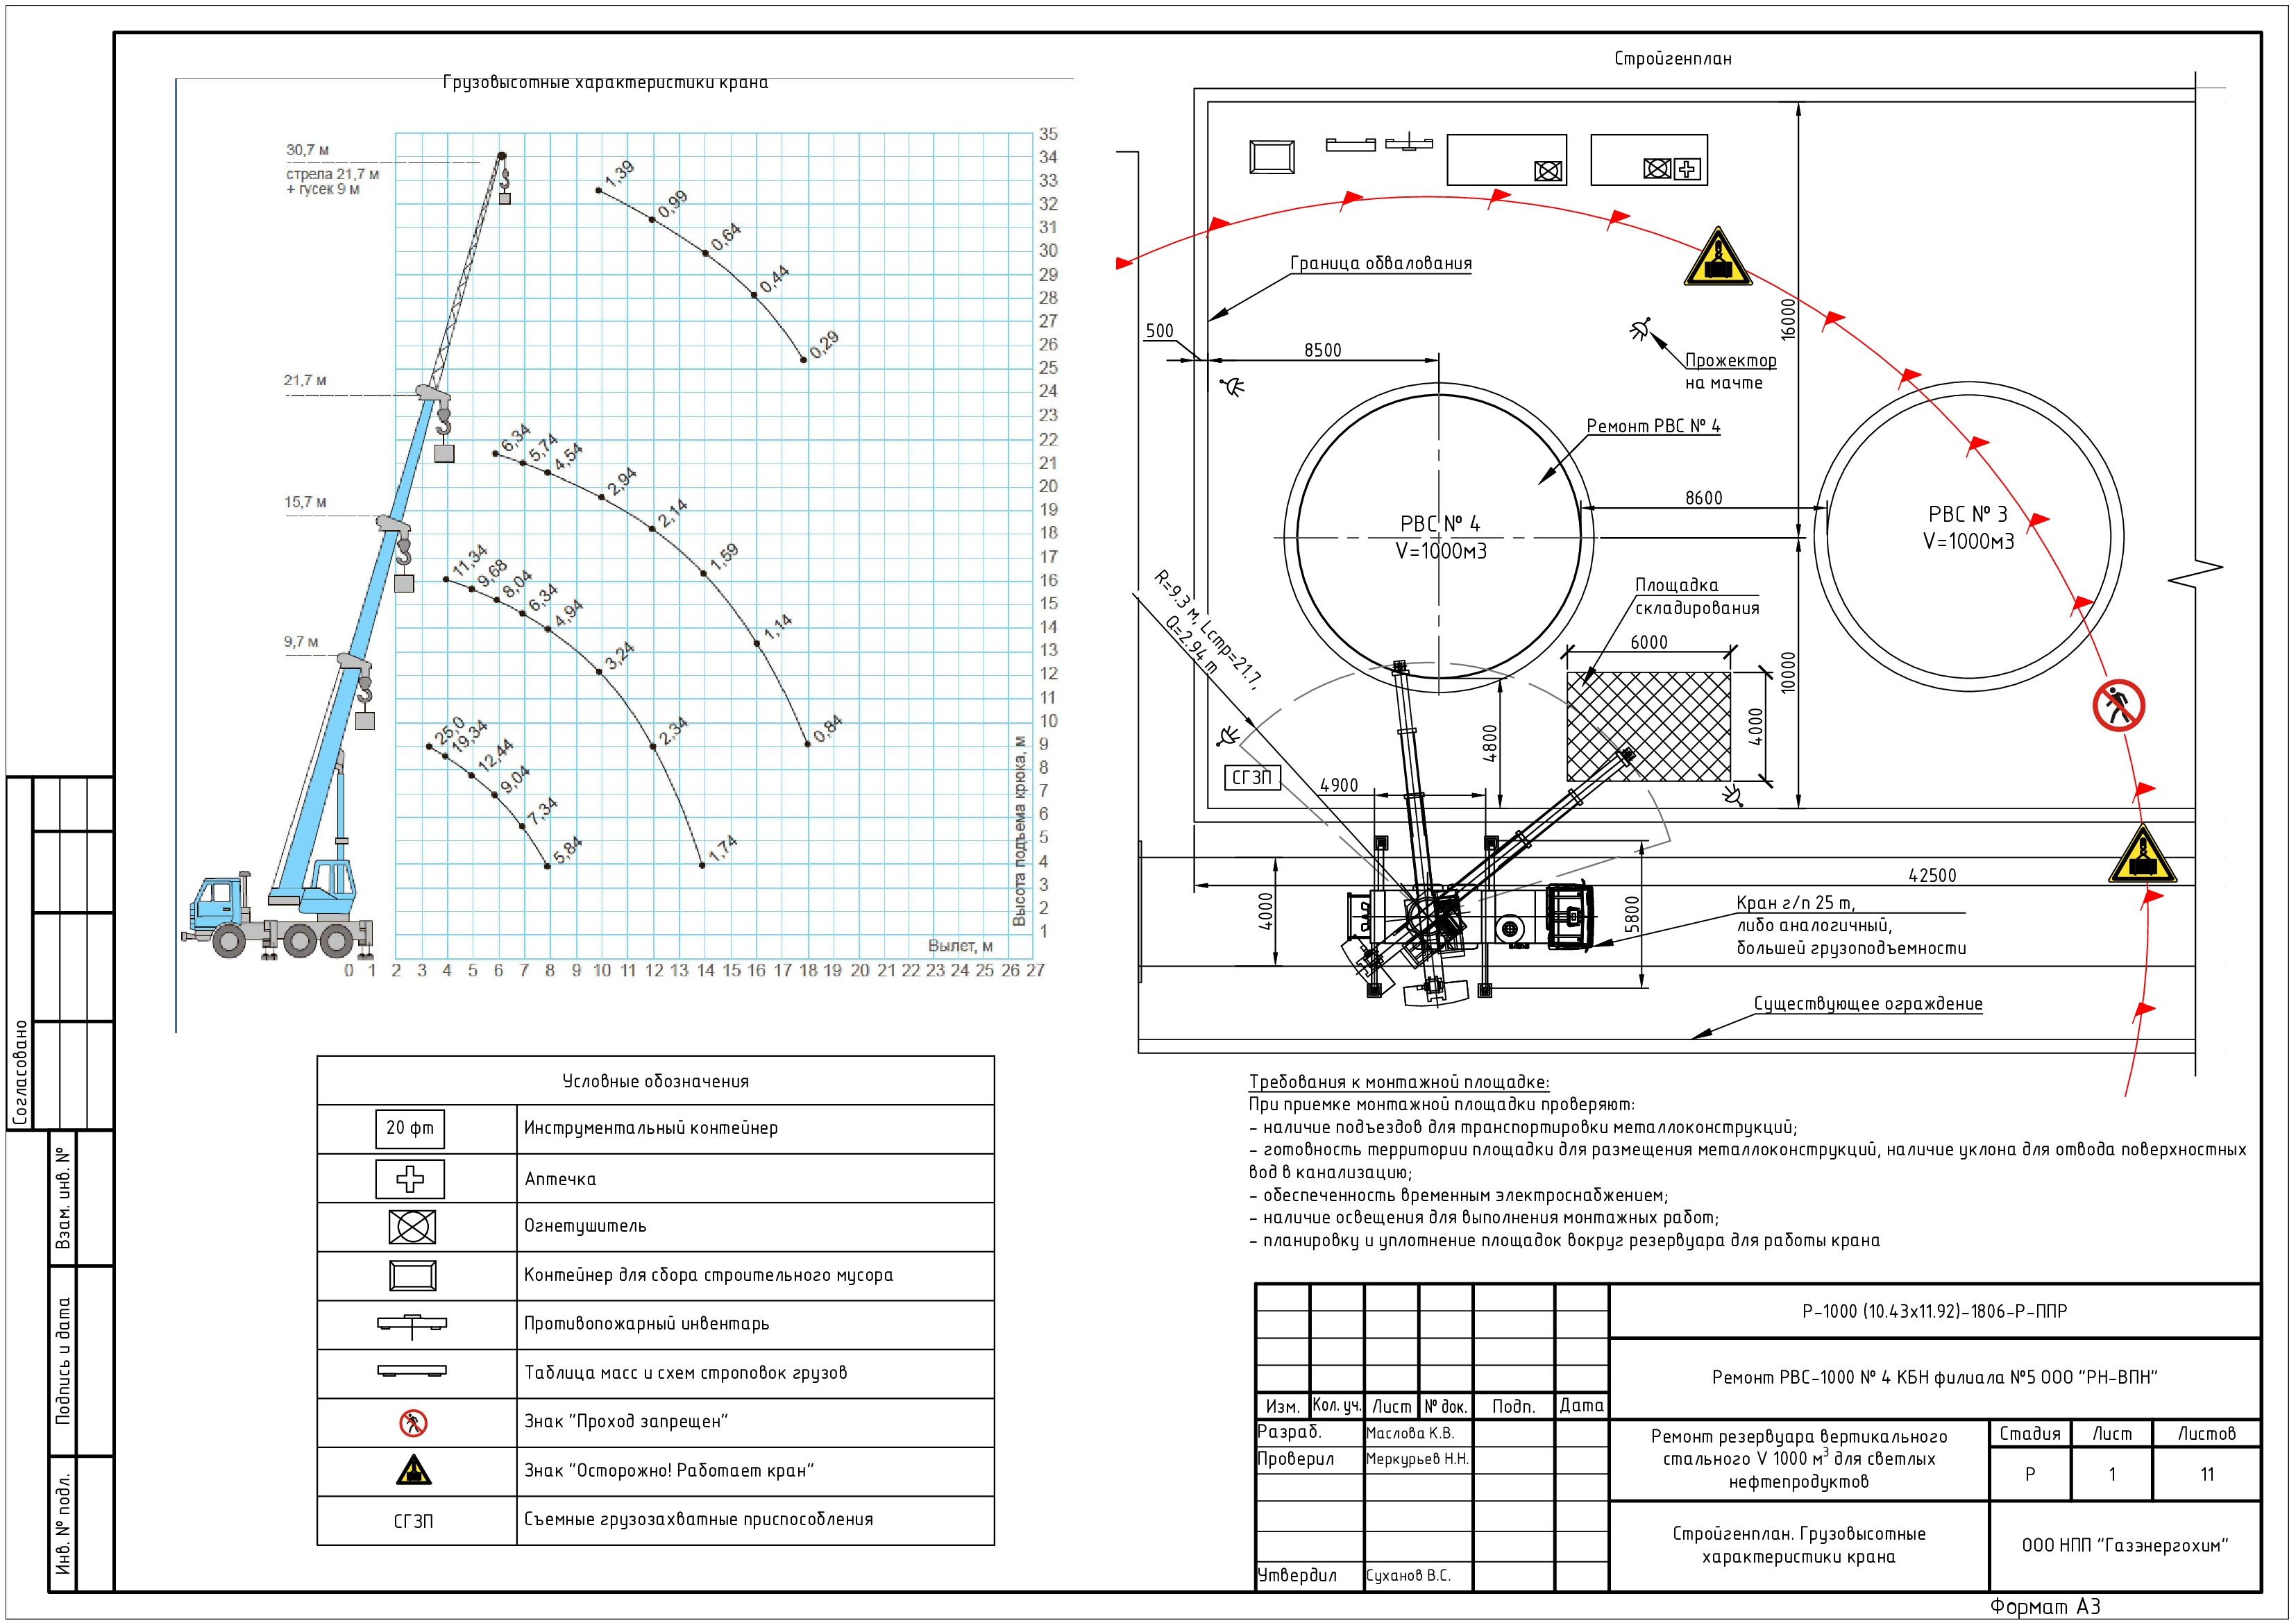 Грузовысотные характеристики крана
30,7 м
стрела 21,7 м
+ гусек 9 м
21,7 м
15,7 м
9,7 м
1,39
0,99
0,64
0,44
0,29
6,34
5,74
4,54
2,94
2,14
1,59
1,14
0,84
11,34
9,68
8,04
6,34
4,94
3,24
2,34
1,74
25,0
19,34
12,44
9,04
7,34
5,84
35
34
33
32
31
30
29
28
27
26
25
24
23
22
21
20
19
18
17
16
15
14
13
12
11
10
9
8
7
6
5
4
3
2
1
Высота подъема крюка, м
Вылет, м
0 1 2 3 4 5 6 7 8 9 10 11 12 13 14 15 16 17 18 19 20 21 22 23 24 25 26 27
Стройгенплан
Граница обвалования
500
8500
16000
Прожектор
на мачте
Ремонт РВС № 4
8600
РВС № 4
V=1000м3
РВС № 3
V=1000м3
R=9.3 м, Lстр=21.7,
Q=2.94 т
Площадка
складирования
6000
10000
4000
4800
СГЗП
4900
42500
4000
5800
Кран г/п 25 т,
либо аналогичный,
большей грузоподъемности
Существующее ограждение
Условные обозначения
20 фт
Инструментальный контейнер
Аптечка
Огнетушитель
Контейнер для сбора строительного мусора
Противопожарный инвентарь
Таблица масс и схем строповок грузов
Знак "Проход запрещен"
Знак "Осторожно! Работает кран"
СГЗП
Съемные грузозахватные приспособления
Требования к монтажной площадке:
При приемке монтажной площадки проверяют:
- наличие подъездов для транспортировки металлоконструкций;
- готовность территории площадки для размещения металлоконструкций, наличие уклона для отвода поверхностных
вод в канализацию;
- обеспеченность временным электроснабжением;
- наличие освещения для выполнения монтажных работ;
- планировку и уплотнение площадок вокруг резервуара для работы крана
Р-1000 (10.43х11.92)-1806-Р-ППР
Ремонт РВС-1000 № 4 КБН филиала №5 ООО "РН-ВПН"
Изм. Кол. уч. Лист № док. Подп. Дата
Разраб. Маслова К.В.
Проверил Меркурьев Н.Н.
Утвердил Суханов В.С.
Ремонт резервуара вертикального
стального V 1000 м³ для светлых
нефтепродуктов
Стадия Лист Листов
Р 1 11
Стройгенплан. Грузовысотные
характеристики крана
ООО НПП "Газэнергохим"
Формат А3
Согласовано
Взам. инв. №
Подпись и дата
Инв. № подл.